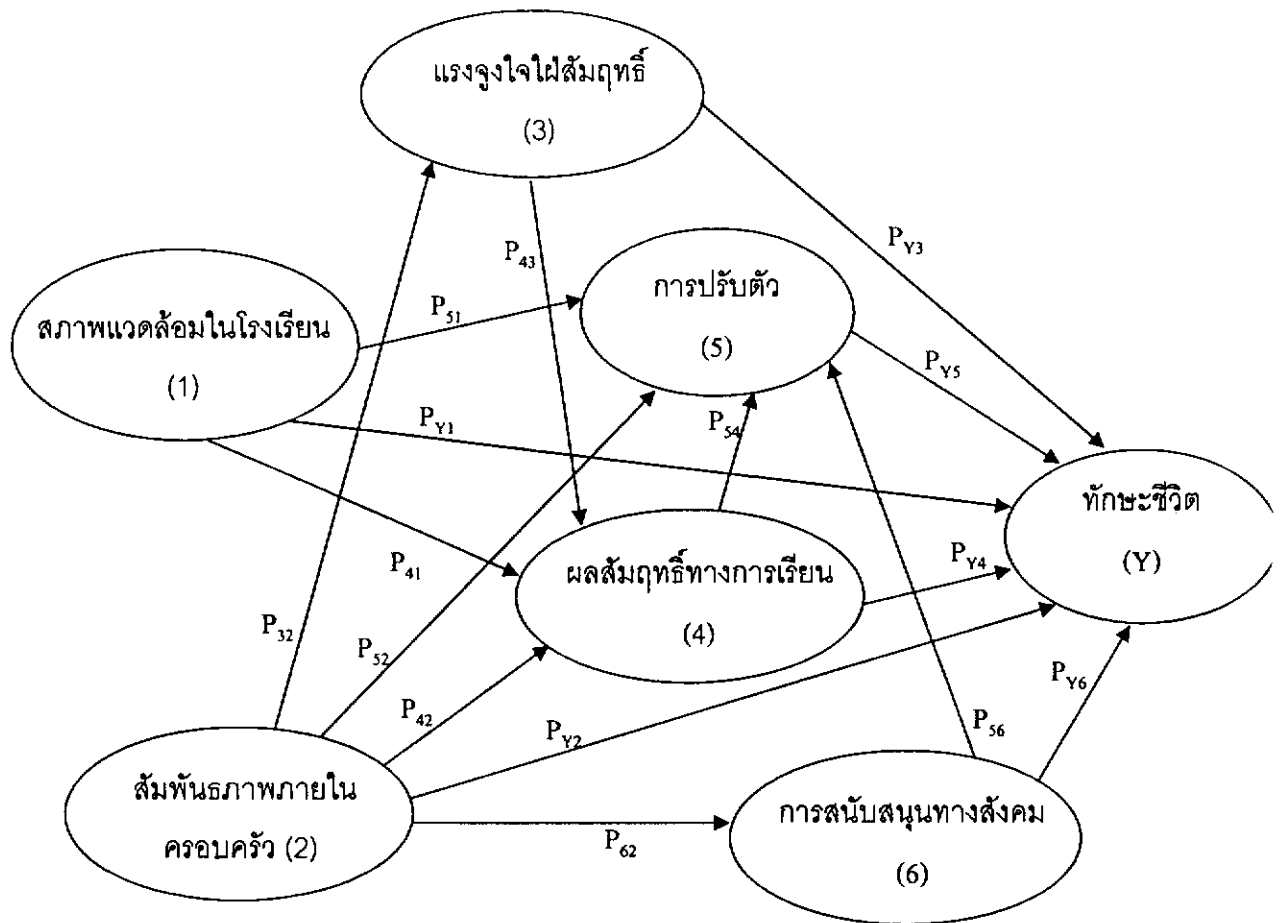 แรงจูงใจใฝ่สัมฤทธิ์
(3)
P43
PY3
การปรับตัว
(5)
P51
สภาพแวดล้อมในโรงเรียน
(1)
PY5
PY1
P54
ทักษะชีวิต
(Y)
P41
ผลสัมฤทธิ์ทางการเรียน
(4)
PY4
P32
P52
P42
PY2
P56
PY6
สัมพันธภาพภายใน
ครอบครัว (2)
P62
การสนับสนุนทางสังคม
(6)